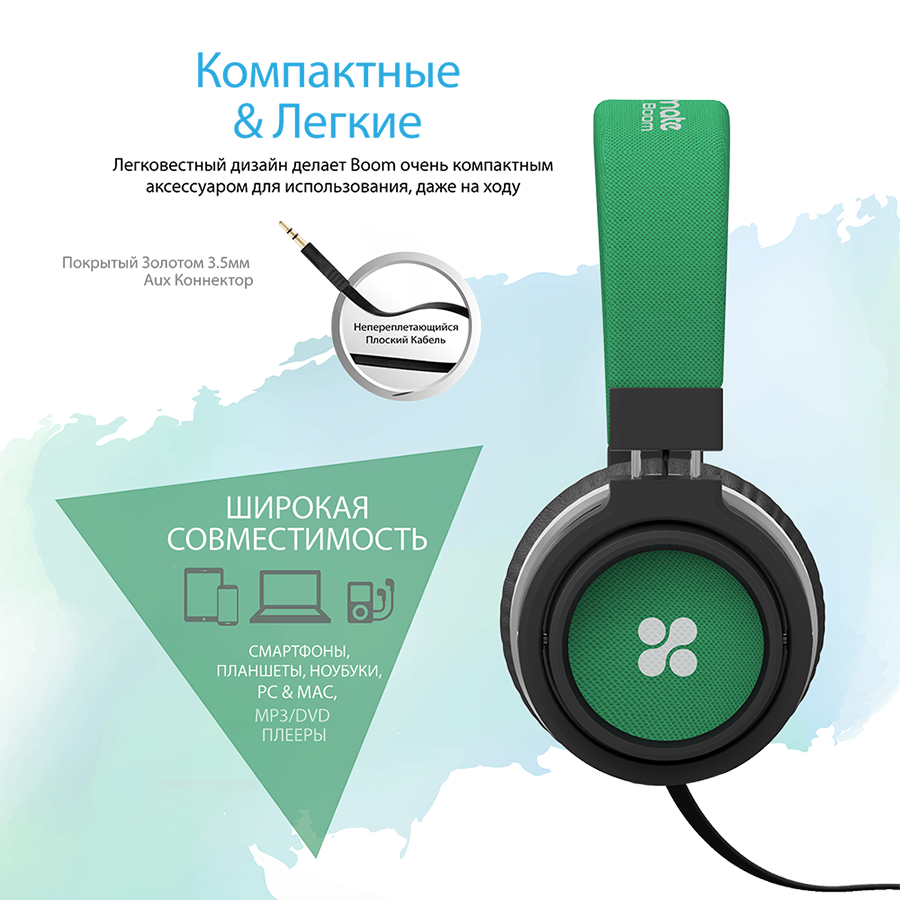 Компактные
& Легкие
Легковестный дизайн делает Boom очень компактным
аксессуаром для использования, даже на ходу
Покрытый Золотом 3.5мм
Aux Коннектор
Непереплетающийся
Плоский Кабель
ШИРОКАЯ
СОВМЕСТИМОСТЬ
СМАРТФОНЫ,
ПЛАНШЕТЫ, НОУБУКИ,
PC & MAC,
MP3/DVD
ПЛЕЕРЫ
mate
Boom